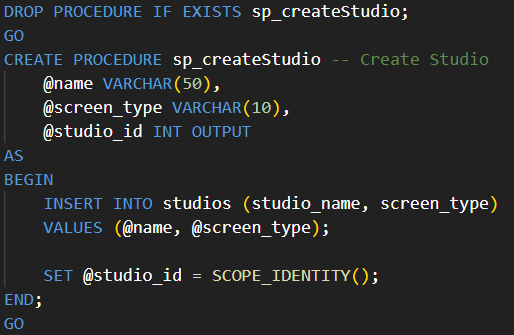 DROP PROCEDURE IF EXISTS sp_createStudio;
GO
CREATE PROCEDURE sp_createStudio -- Create Studio
    @name VARCHAR(50),
    @screen_type VARCHAR(10),
    @studio_id INT OUTPUT
AS
BEGIN
    INSERT INTO studios (studio_name, screen_type)
    VALUES (@name, @screen_type);

    SET @studio_id = SCOPE_IDENTITY();
END;
GO